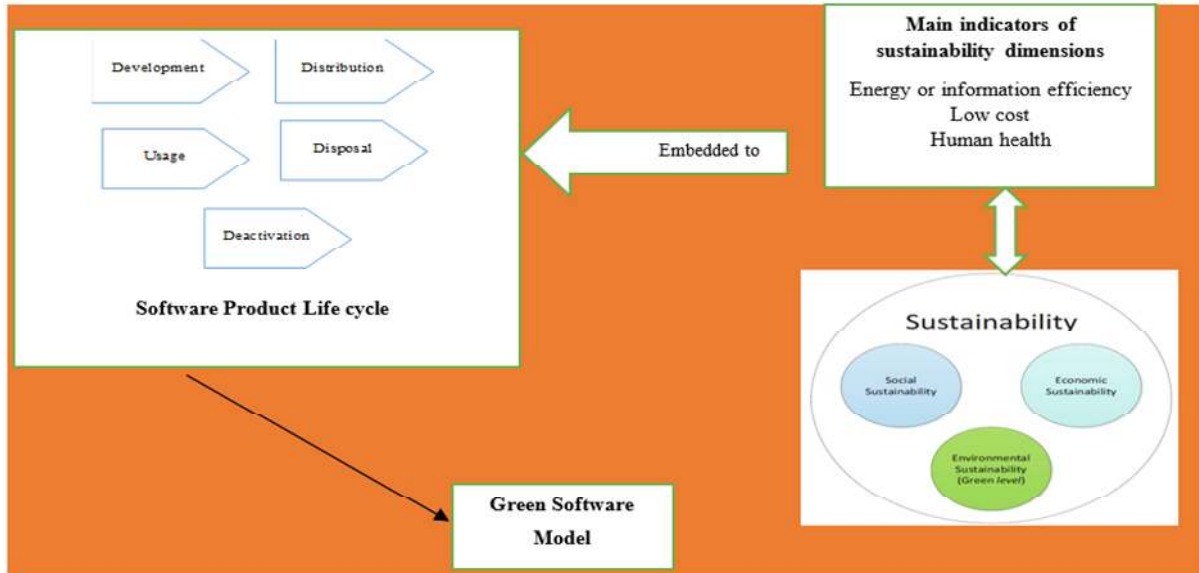 Development
Distribution
Usage
Disposal
Deactivation
Software Product Life cycle
Embedded to
Main indicators of
sustainability dimensions
Energy or information efficiency
Low cost
Human health
Sustainability
Social
Sustainability
Economic
Sustainability
Environmental
Sustainability
(Green level)
Green Software
Model